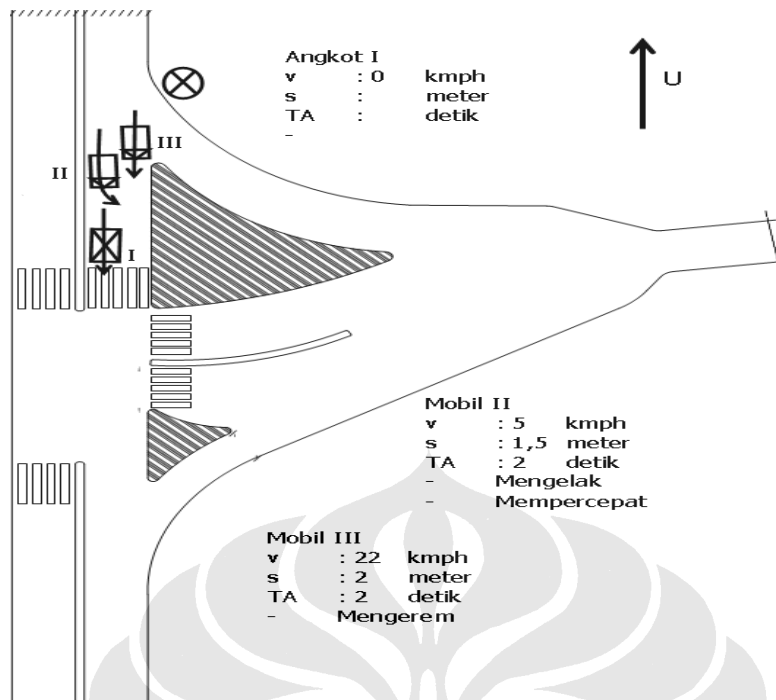 Angkot I
v : 0 kmph
s : meter
TA : detik
-
U
III
II
I
Mobil II
v : 5 kmph
s : 1,5 meter
TA : 2 detik
- Mengelak
- Mempercepat
Mobil III
v : 22 kmph
s : 2 meter
TA : 2 detik
- Mengerem